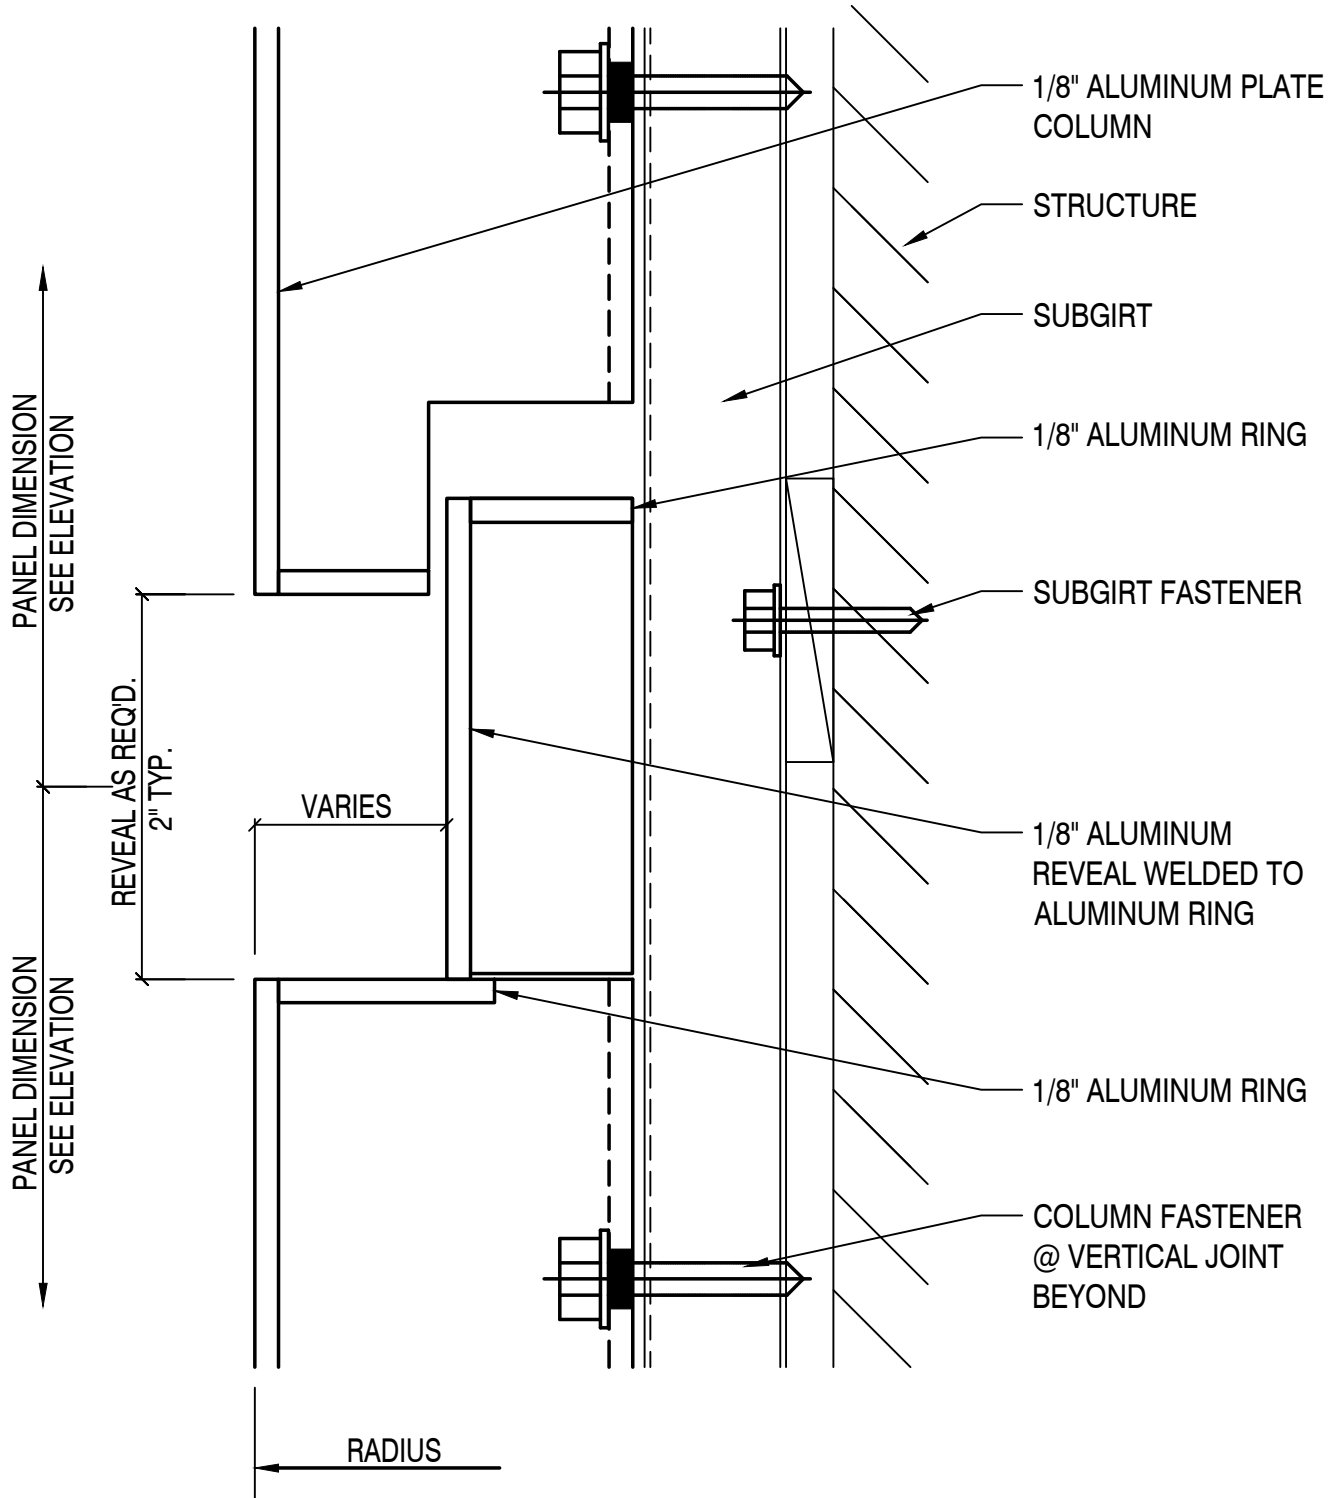 1/8" ALUMINUM PLATE
COLUMN
STRUCTURE
SUBGIRT
1/8" ALUMINUM RING
SUBGIRT FASTENER
1/8" ALUMINUM
REVEAL WELDED TO
ALUMINUM RING
1/8" ALUMINUM RING
COLUMN FASTENER
@ VERTICAL JOINT
BEYOND
PANEL DIMENSION
SEE ELEVATION
REVEAL AS REQ'D.
2" TYP.
VARIES
PANEL DIMENSION
SEE ELEVATION
RADIUS